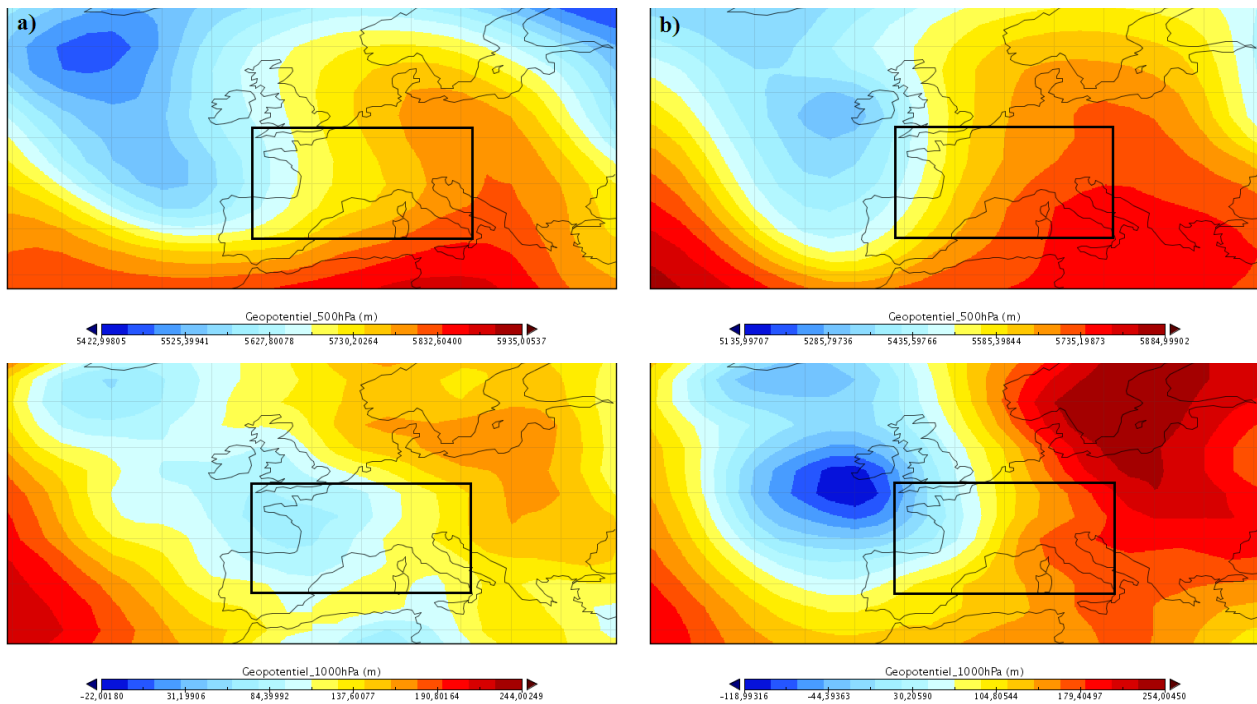 a)
b)
Geopotentiel_500hPa (m)
5422,99805 5525,39941 5627,80078 5730,20264 5832,60400 5935,00537
Geopotentiel_500hPa (m)
5135,99707 5285,79736 5435,59766 5585,39844 5735,19873 5884,99902
Geopotentiel_1000hPa (m)
-22,00180 31,19906 84,39992 137,60077 190,80164 244,00249
Geopotentiel_1000hPa (m)
-118,99316 -44,39363 30,20590 104,80544 179,40497 254,00450